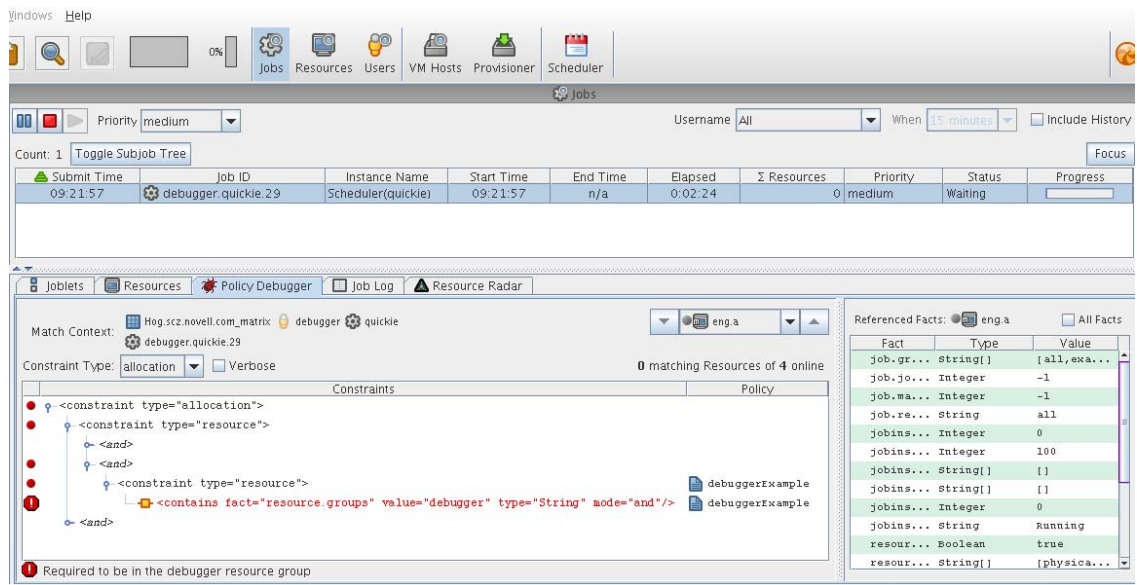 Windows Help
0%
Jobs Resources Users VM Hosts Provisioner Scheduler
Jobs
Priority medium Username All When 15 minutes Include History
Count: 1 Toggle Subjob Tree Focus
Submit Time Job ID Instance Name Start Time End Time Elapsed Σ Resources Priority Status Progress
09:21:57 debugger.quickie.29 Scheduler(quickie) 09:21:57 n/a 0:02:24 0 medium Waiting
Joblets Resources Policy Debugger Job Log Resource Radar
Match Context: Hog.scz.novell.com_matrix debugger quickie
debugger.quickie.29
eng.a
Constraint Type: allocation Verbose 0 matching Resources of 4 online
Constraints Policy
<constraint type="allocation">
<constraint type="resource">
<and>
<and>
<constraint type="resource"> debuggerExample
<contains fact="resource.groups" value="debugger" type="String" mode="and"/> debuggerExample
<and>
Required to be in the debugger resource group
Referenced Facts: eng.a All Facts
Fact Type Value
job.gr... String[] [all,exa...
job.jo... Integer -1
job.ma... Integer -1
job.re... String all
jobins... Integer 0
jobins... Integer 100
jobins... String[] []
jobins... String[] []
jobins... Integer 0
jobins... String Running
resour... Boolean true
resour... String[] [physica...